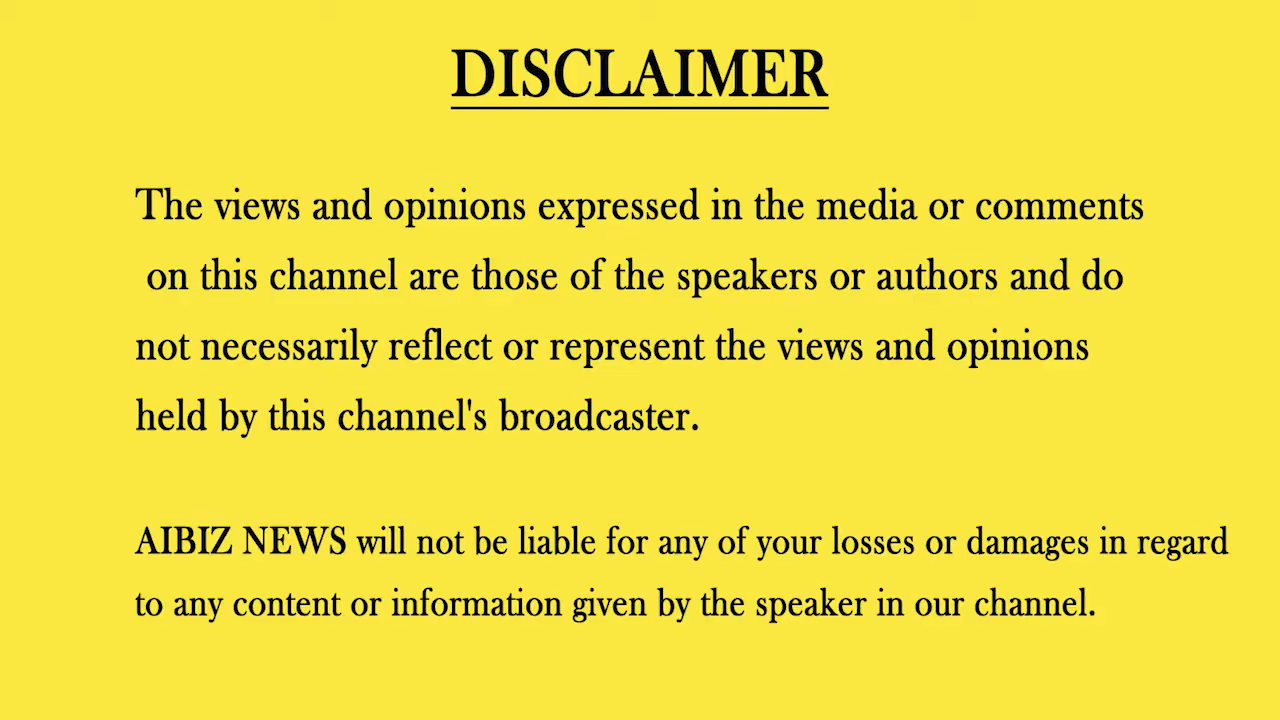 DISCLAIMER
The views and opinions expressed in the media or comments
on this channel are those of the speakers or authors and do
not necessarily reflect or represent the views and opinions
held by this channel's broadcaster.
AIBIZ NEWS will not be liable for any of your losses or damages in regard
to any content or information given by the speaker in our channel.